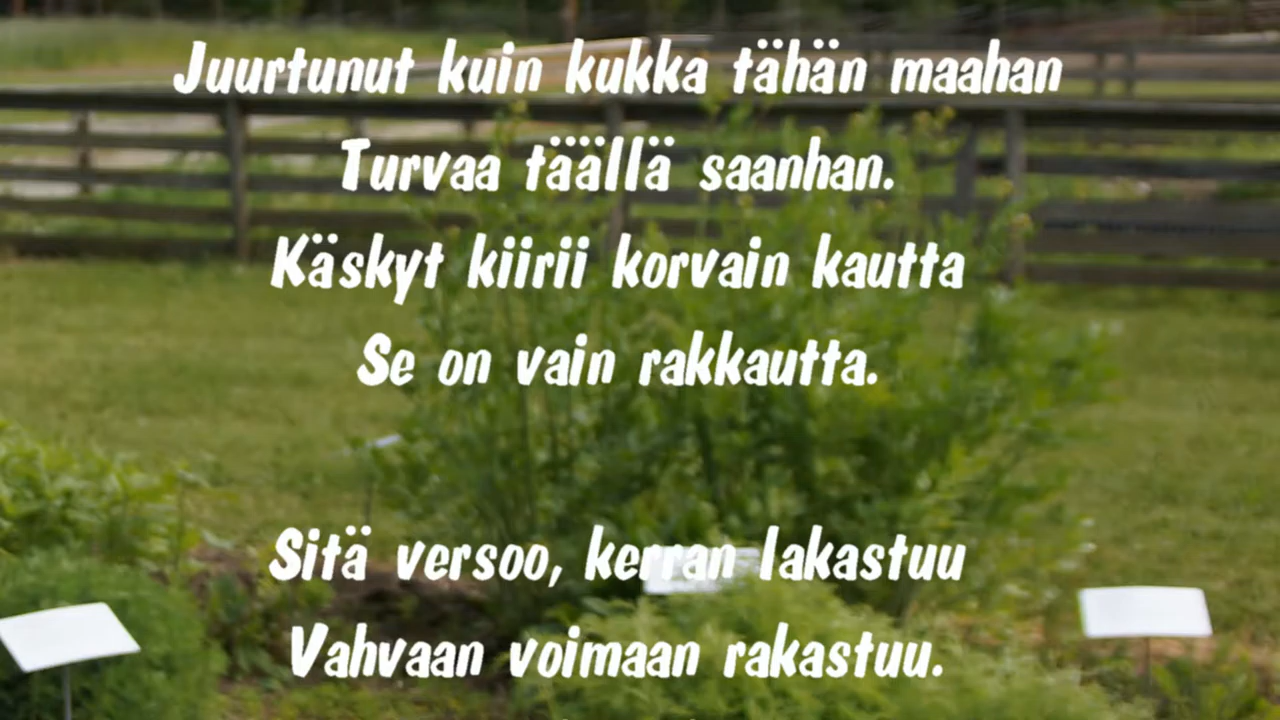 Juurtunut kuin kukka tähän maahan
Turvaa täällä saanhan.
Käskyt kiirii korvain kautta
Se on vain rakkautta.
Sitä versoo, kerran lakastuu
Vahvaan voimaan rakastuu.